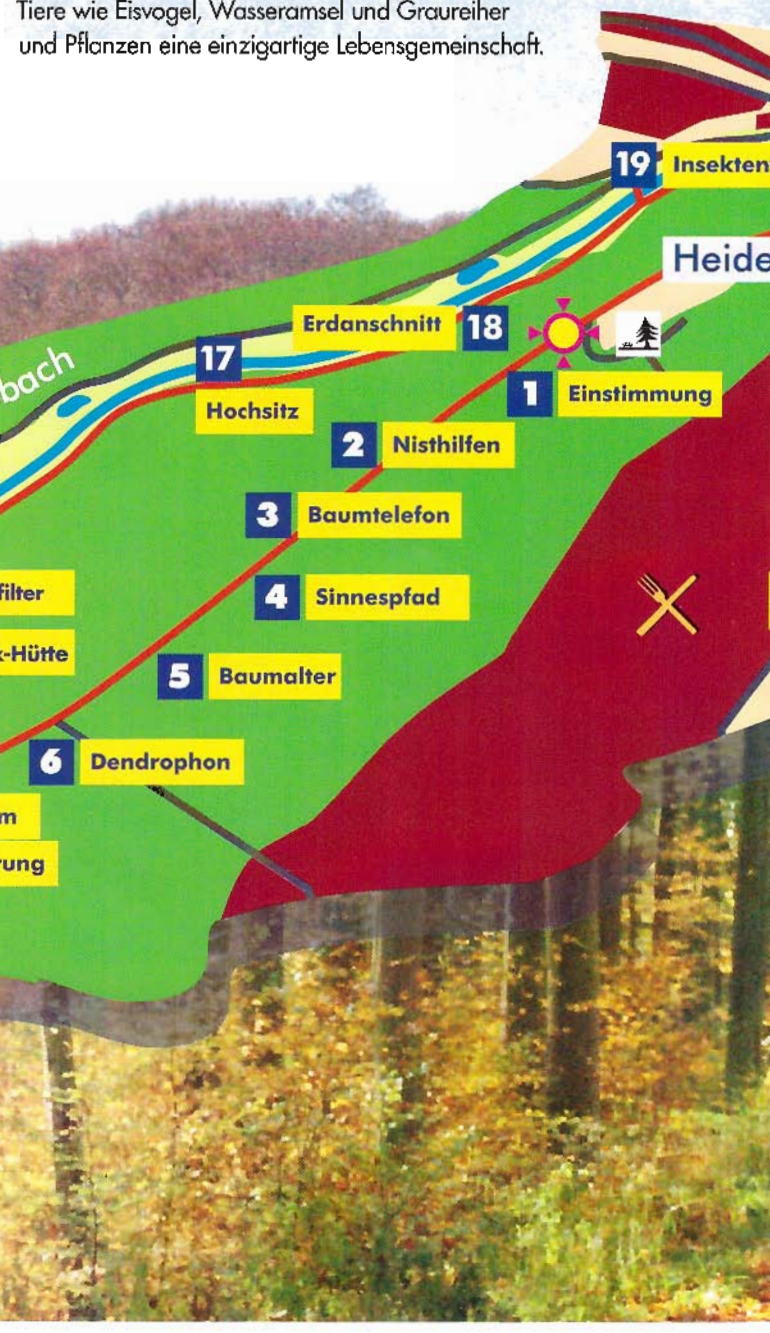 Tiere wie Eisvogel, Wasseramsel und Graureiher
und Pflanzen eine einzigartige Lebensgemeinschaft.
19 Insekten
Heide
Erdanschnitt 18
17
bach
1 Einstimmung
Hochsitz
2 Nisthilfen
3 Baumtelefon
filter
4 Sinnespfad
k-Hütte
5 Baumalter
6 Dendrophon
m
rung